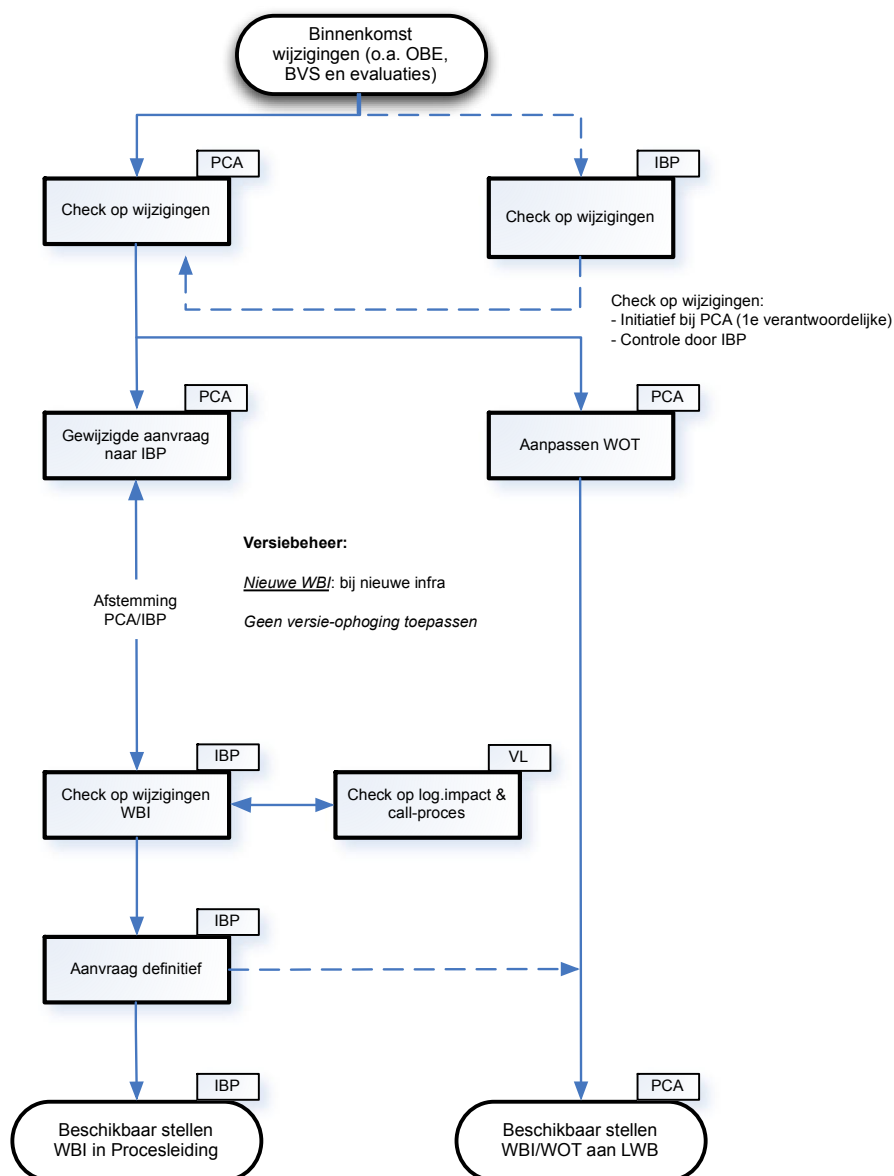 Binnenkomst
wijzigingen (o.a. OBE,
BVS en evaluaties)
PCA
Check op wijzigingen
IBP
Check op wijzigingen
Check op wijzigingen:
- Initiatief bij PCA (1e verantwoordelijke)
- Controle door IBP
PCA
Gewijzigde aanvraag
naar IBP
PCA
Aanpassen WOT
Versiebeheer:
Nieuwe WBI: bij nieuwe infra
Geen versie-ophoging toepassen
Afstemming
PCA/IBP
IBP
Check op wijzigingen
WBI
VL
Check op log.impact &
call-proces
IBP
Aanvraag definitief
IBP
Beschikbaar stellen
WBI in Procesleiding
PCA
Beschikbaar stellen
WBI/WOT aan LWB